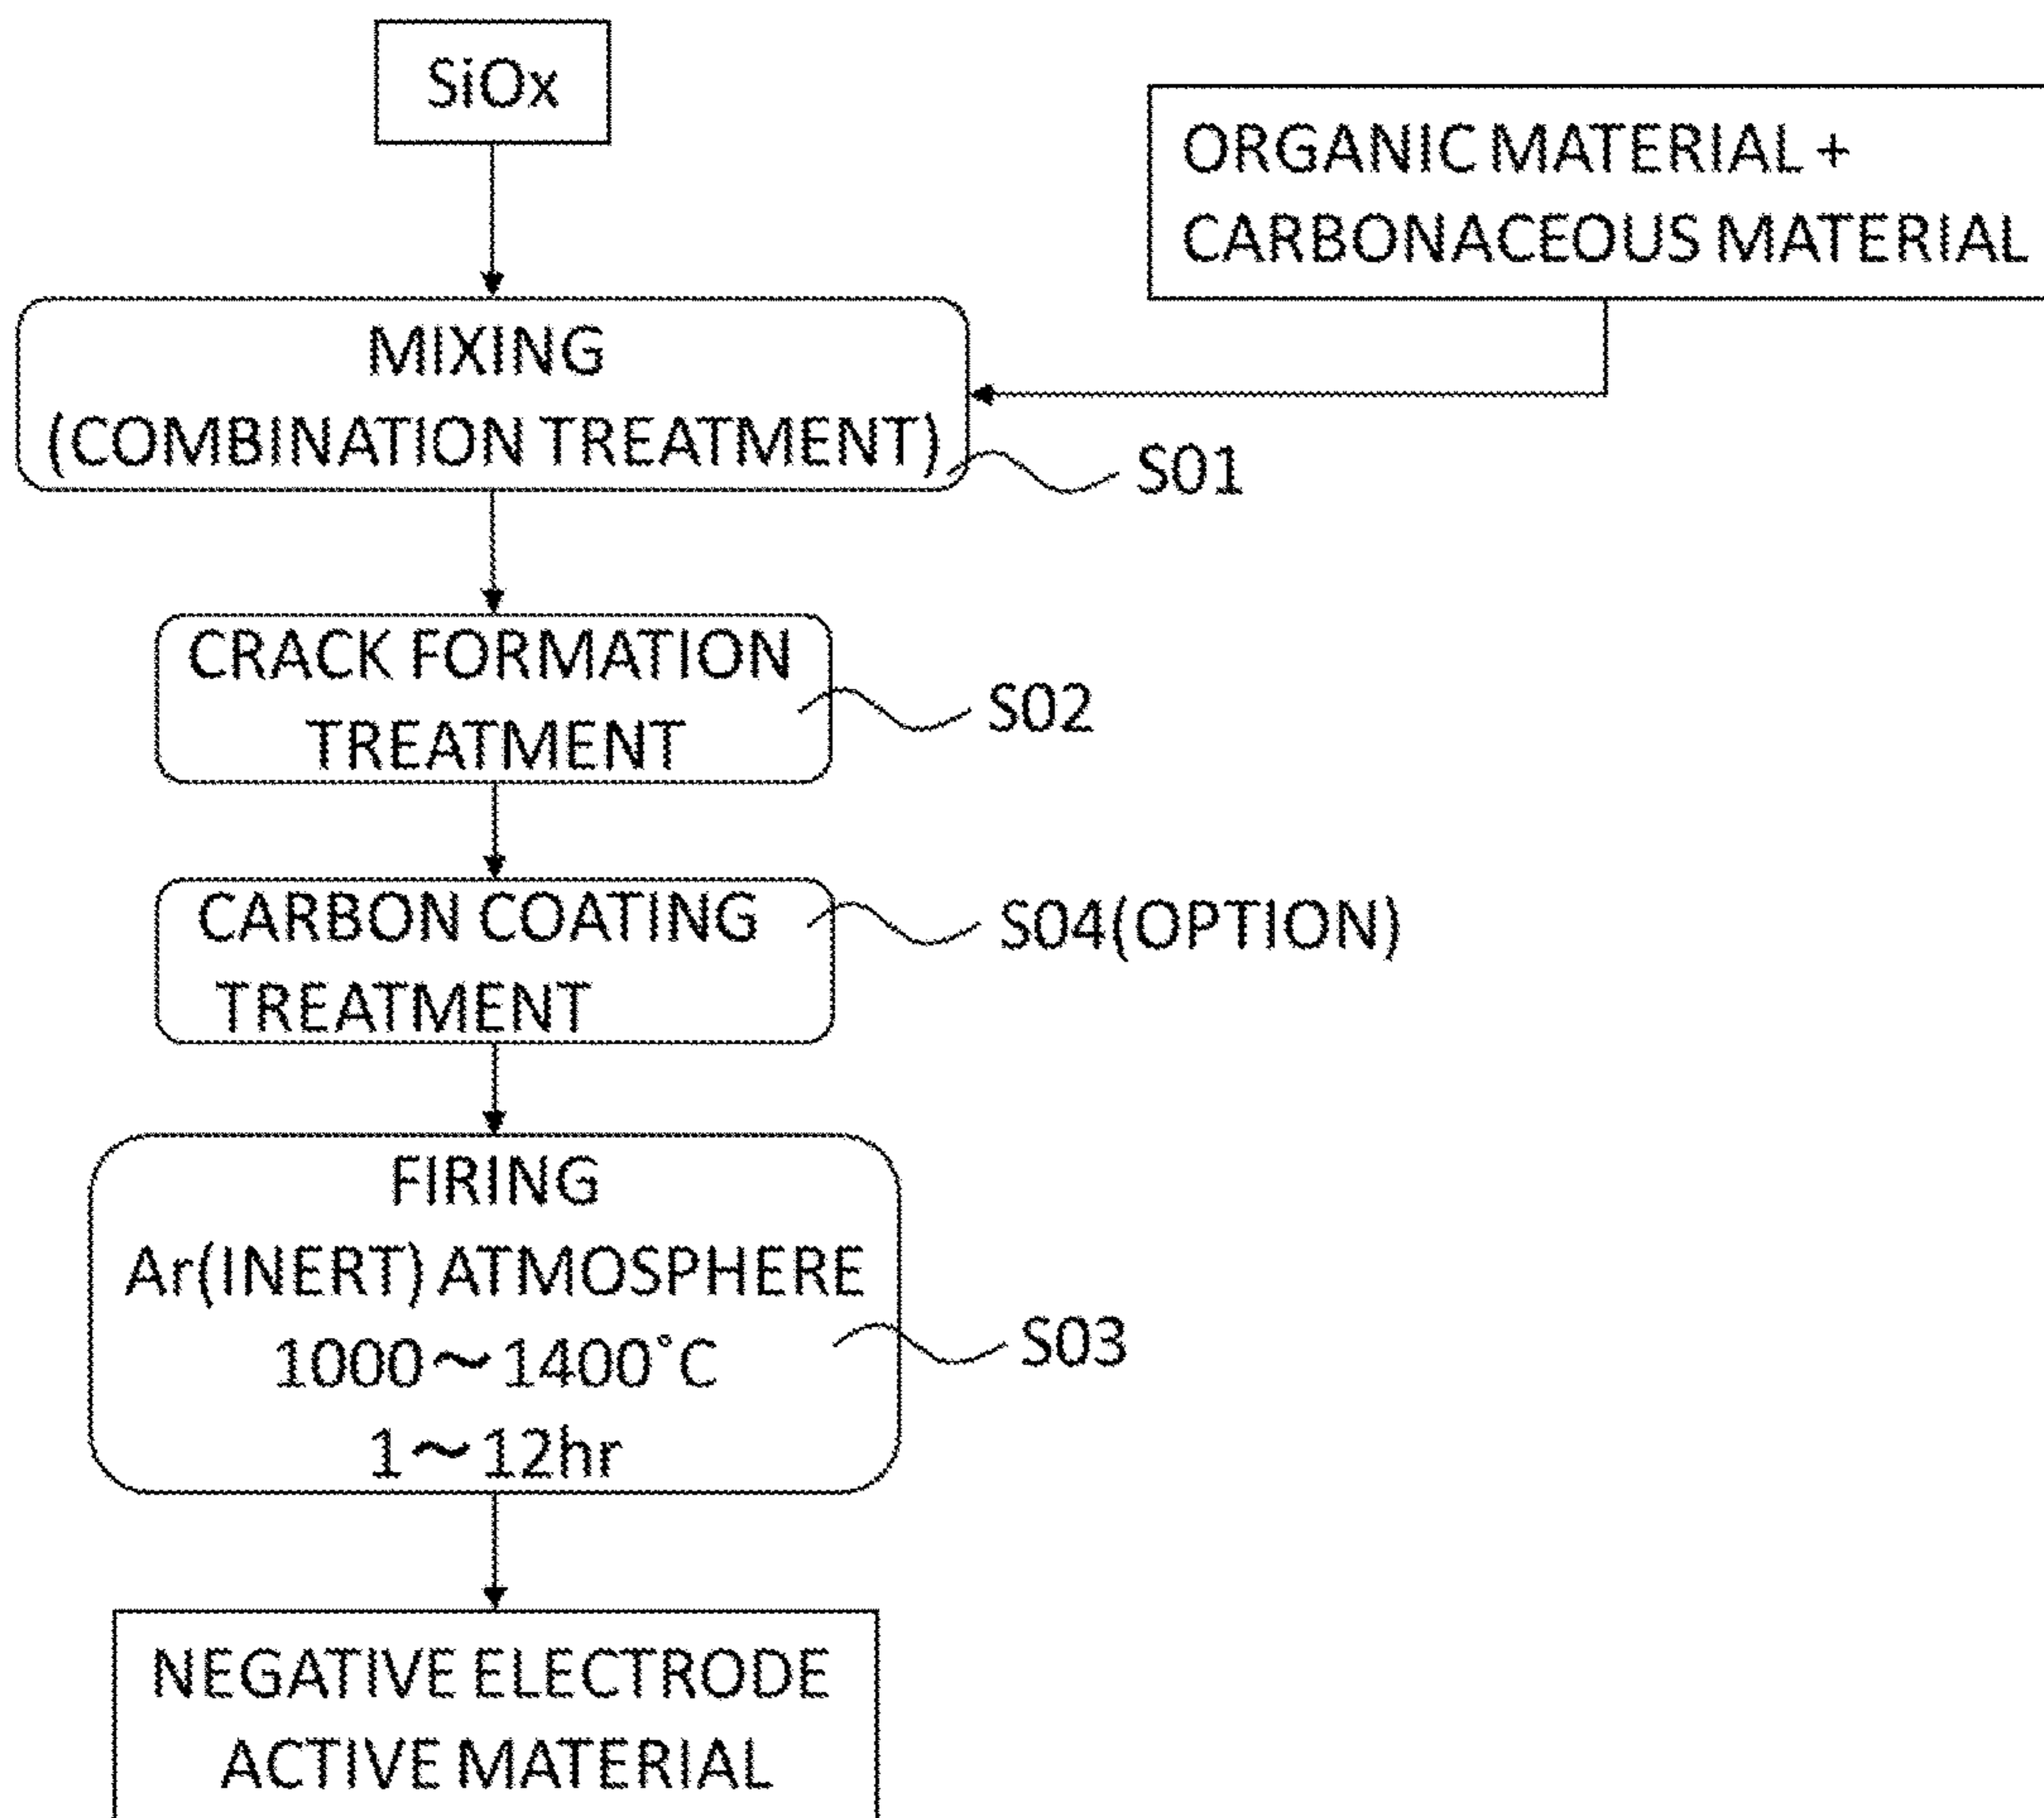 SiOx
ORGANIC MATERIAL +
CARBONACEOUS MATERIAL
MIXING
(COMBINATION TREATMENT)
S01
CRACK FORMATION
TREATMENT
S02
CARBON COATING
TREATMENT
S04(OPTION)
FIRING
Ar(INERT) ATMOSPHERE
1000～1400°C
1～12hr
S03
NEGATIVE ELECTRODE
ACTIVE MATERIAL